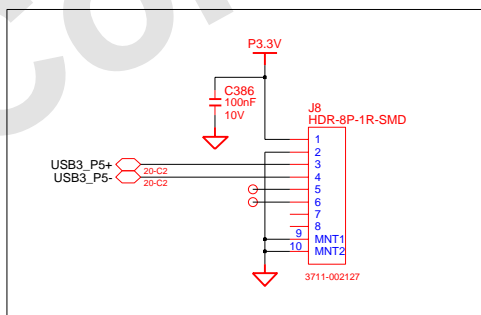 P3.3V
C386
100nF
10V
J8
HDR-8P-1R-SMD
1
2
USB3_P5+
20-C2
3
USB3_P5-
20-C2
4
5
6
7
8
9
MNT1
10
MNT2
3711-002127